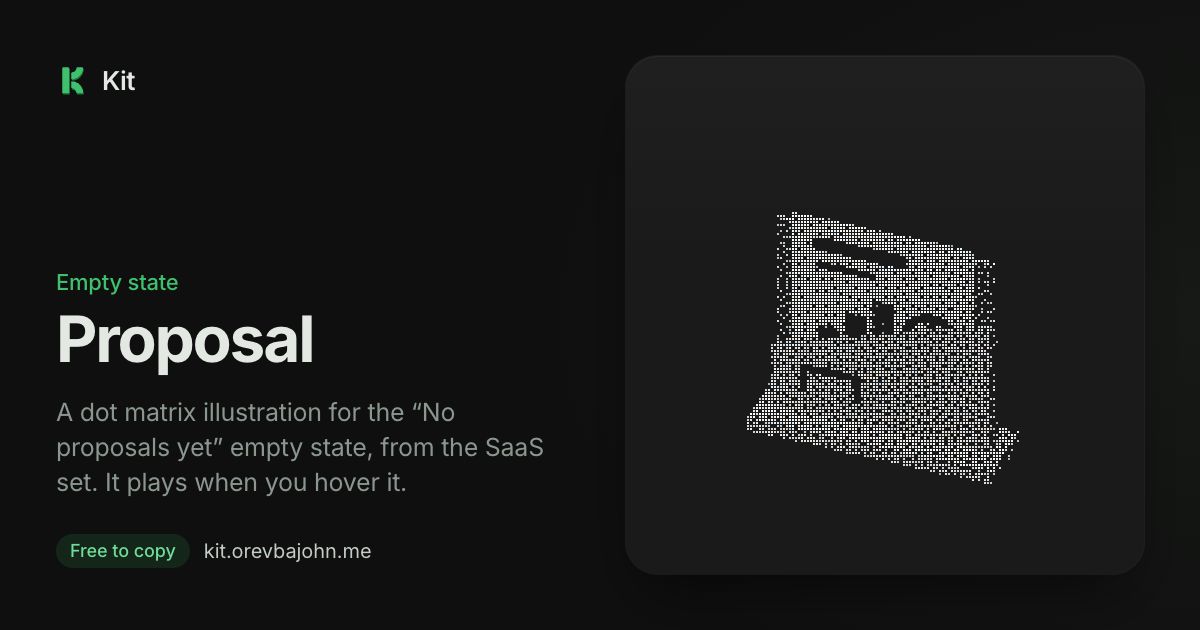 Kit
Empty state
Proposal
A dot matrix illustration for the “No
proposals yet” empty state, from the SaaS
set. It plays when you hover it.
Free to copy
kit.orevbajohn.me